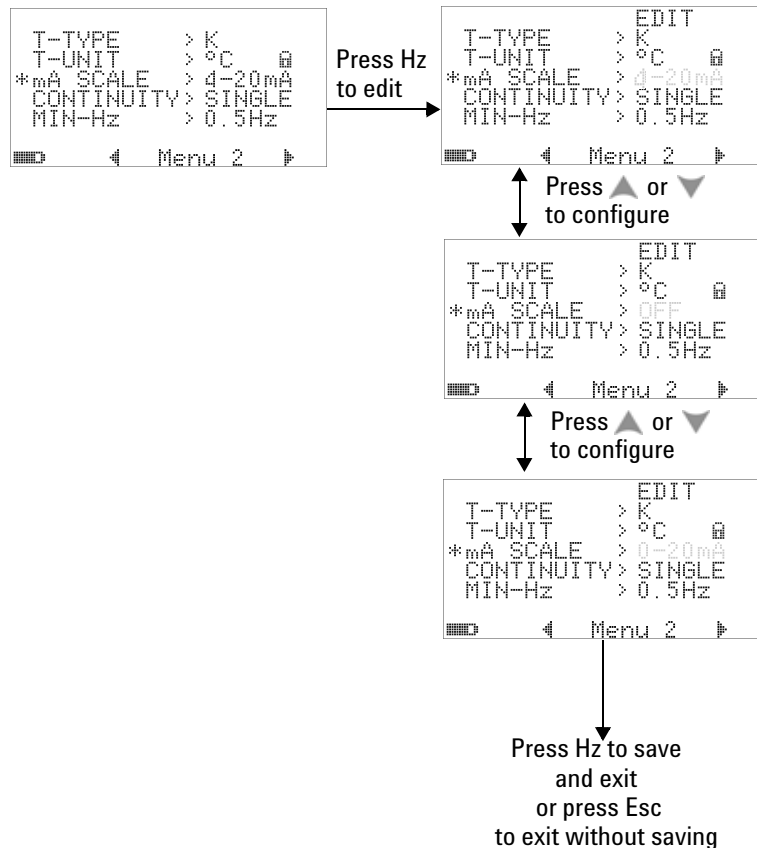 T-TYPE > K
T-UNIT > °C
*mA SCALE > 4-20mA
CONTINUITY> SINGLE
MIN-Hz > 0.5Hz
Menu 2
Press Hz
to edit
EDIT
T-TYPE > K
T-UNIT > °C
*mA SCALE > 4-20mA
CONTINUITY> SINGLE
MIN-Hz > 0.5Hz
Menu 2
Press ▲ or ▼
to configure
EDIT
T-TYPE > K
T-UNIT > °C
*mA SCALE > OFF
CONTINUITY> SINGLE
MIN-Hz > 0.5Hz
Menu 2
Press ▲ or ▼
to configure
EDIT
T-TYPE > K
T-UNIT > °C
*mA SCALE > 0-20mA
CONTINUITY> SINGLE
MIN-Hz > 0.5Hz
Menu 2
Press Hz to save
and exit
or press Esc
to exit without saving